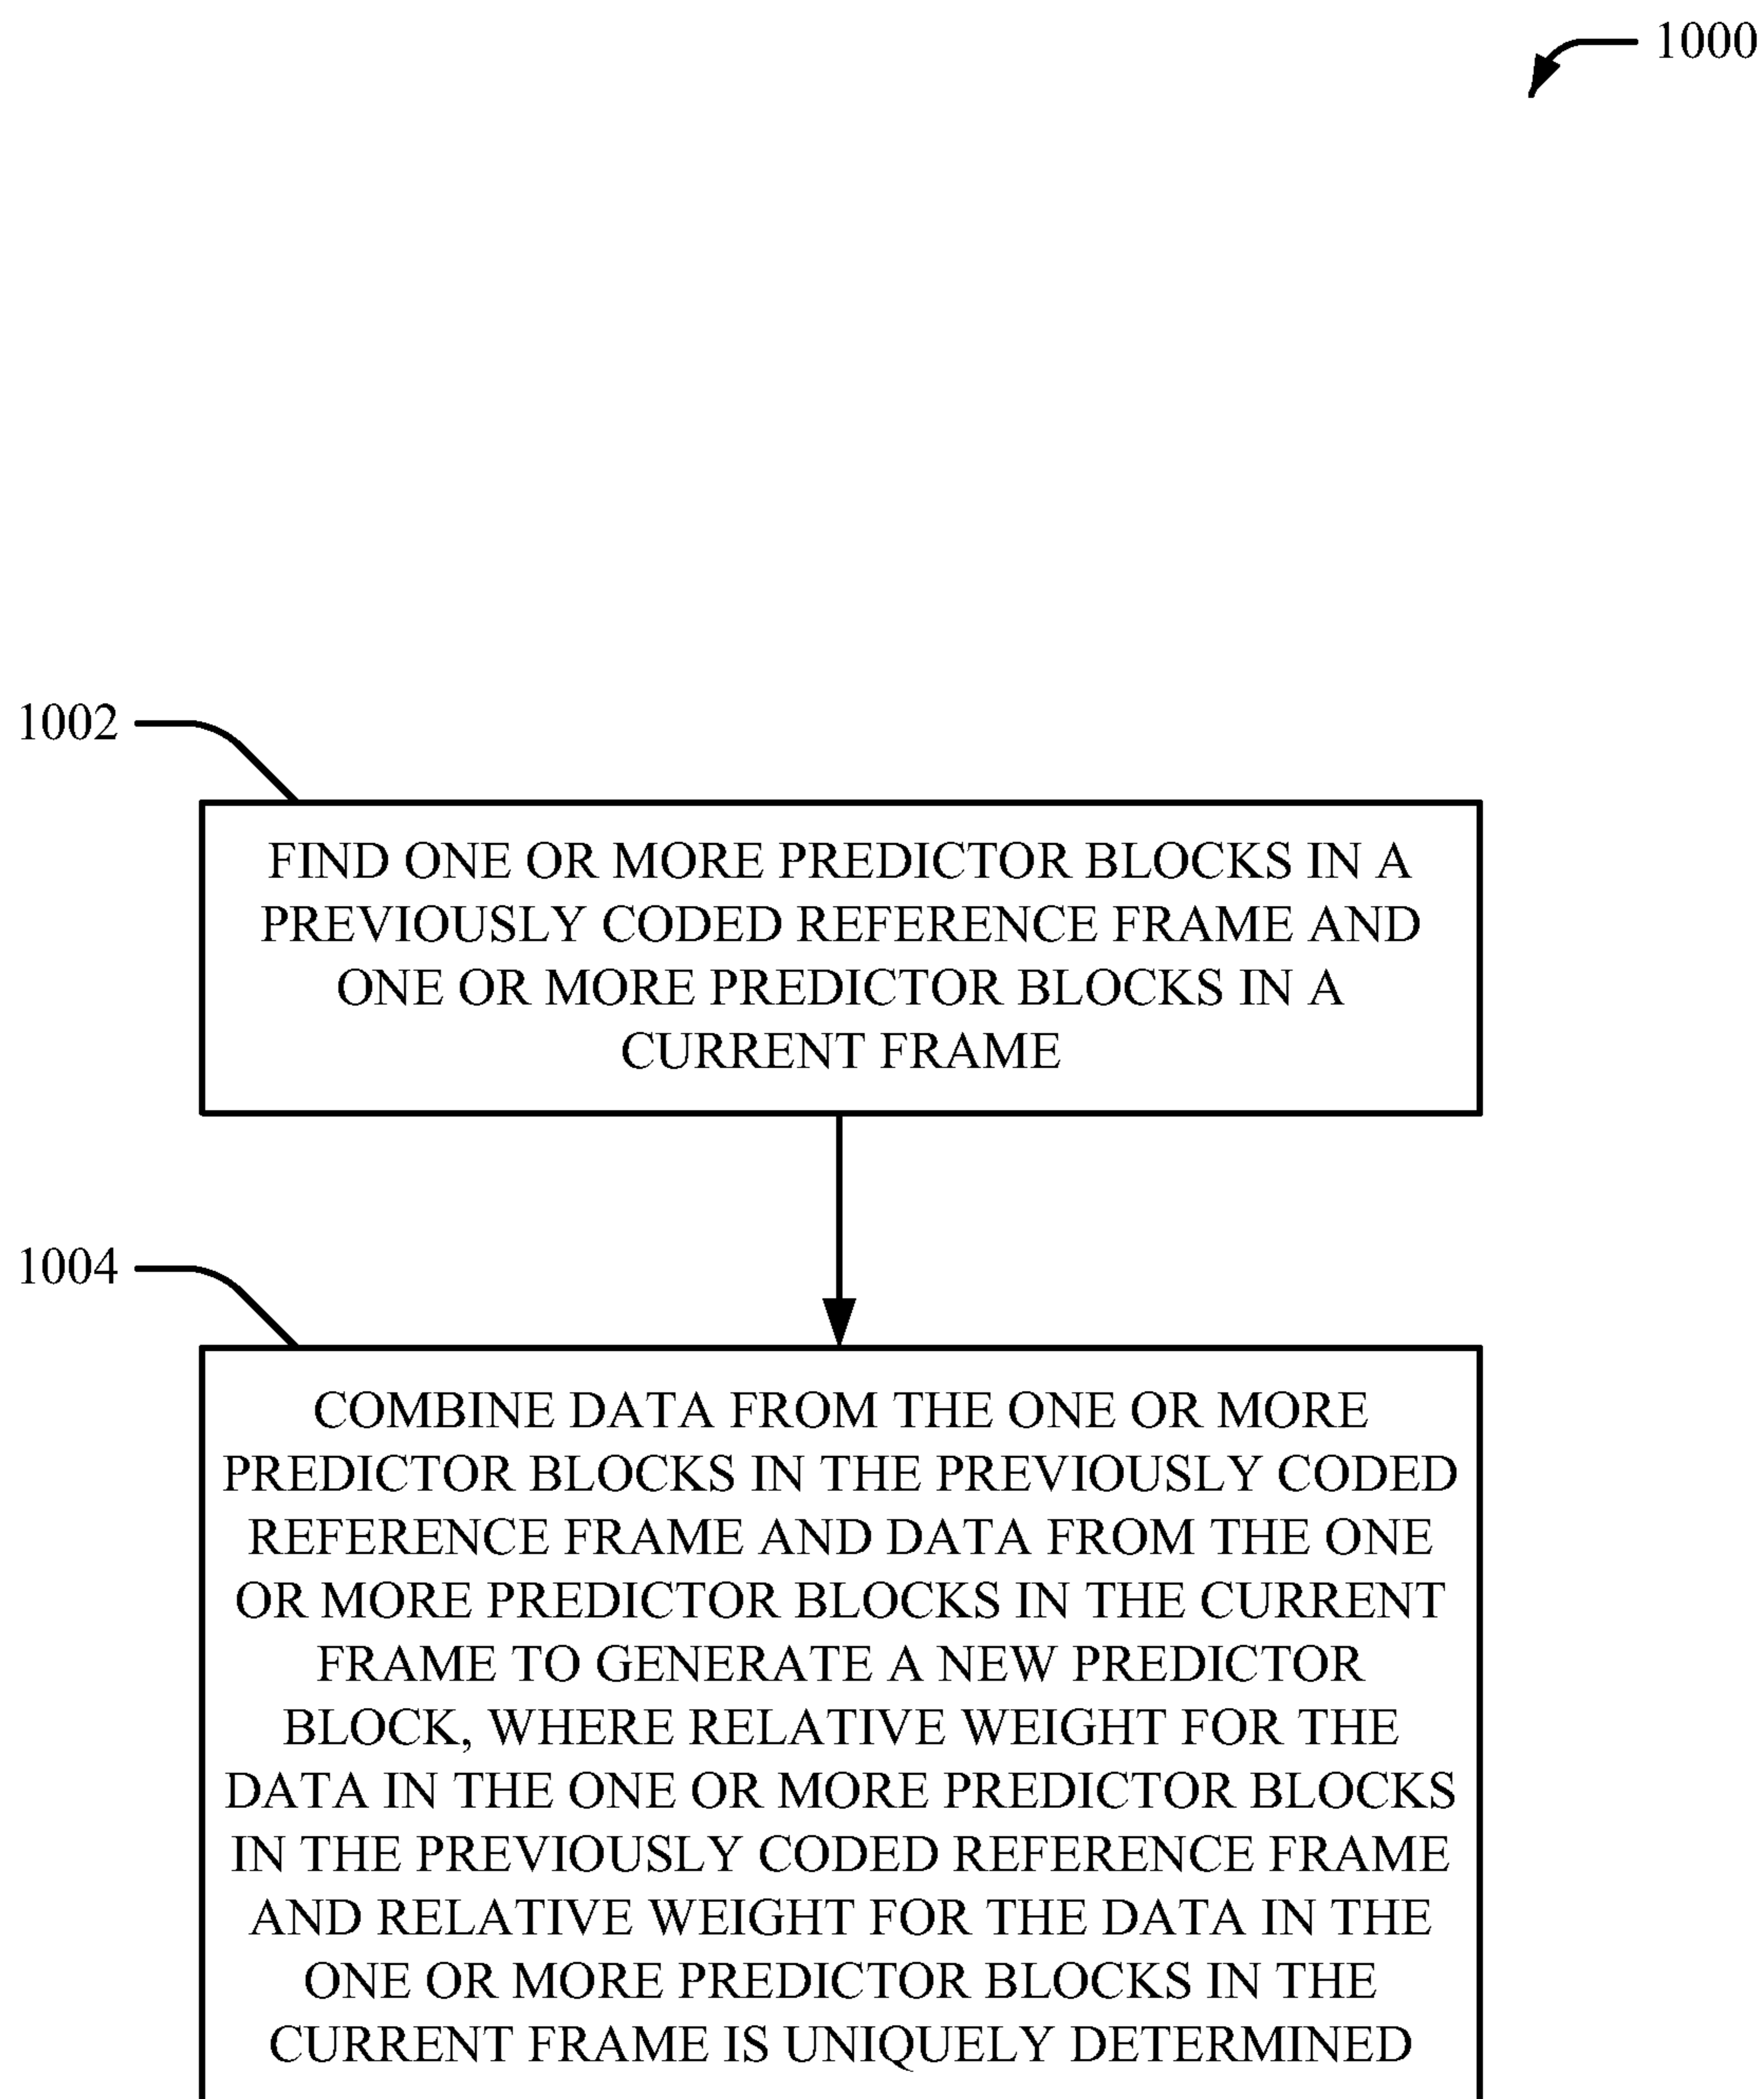 1000
1002
FIND ONE OR MORE PREDICTOR BLOCKS IN A
PREVIOUSLY CODED REFERENCE FRAME AND
ONE OR MORE PREDICTOR BLOCKS IN A
CURRENT FRAME
1004
COMBINE DATA FROM THE ONE OR MORE
PREDICTOR BLOCKS IN THE PREVIOUSLY CODED
REFERENCE FRAME AND DATA FROM THE ONE
OR MORE PREDICTOR BLOCKS IN THE CURRENT
FRAME TO GENERATE A NEW PREDICTOR
BLOCK, WHERE RELATIVE WEIGHT FOR THE
DATA IN THE ONE OR MORE PREDICTOR BLOCKS
IN THE PREVIOUSLY CODED REFERENCE FRAME
AND RELATIVE WEIGHT FOR THE DATA IN THE
ONE OR MORE PREDICTOR BLOCKS IN THE
CURRENT FRAME IS UNIQUELY DETERMINED